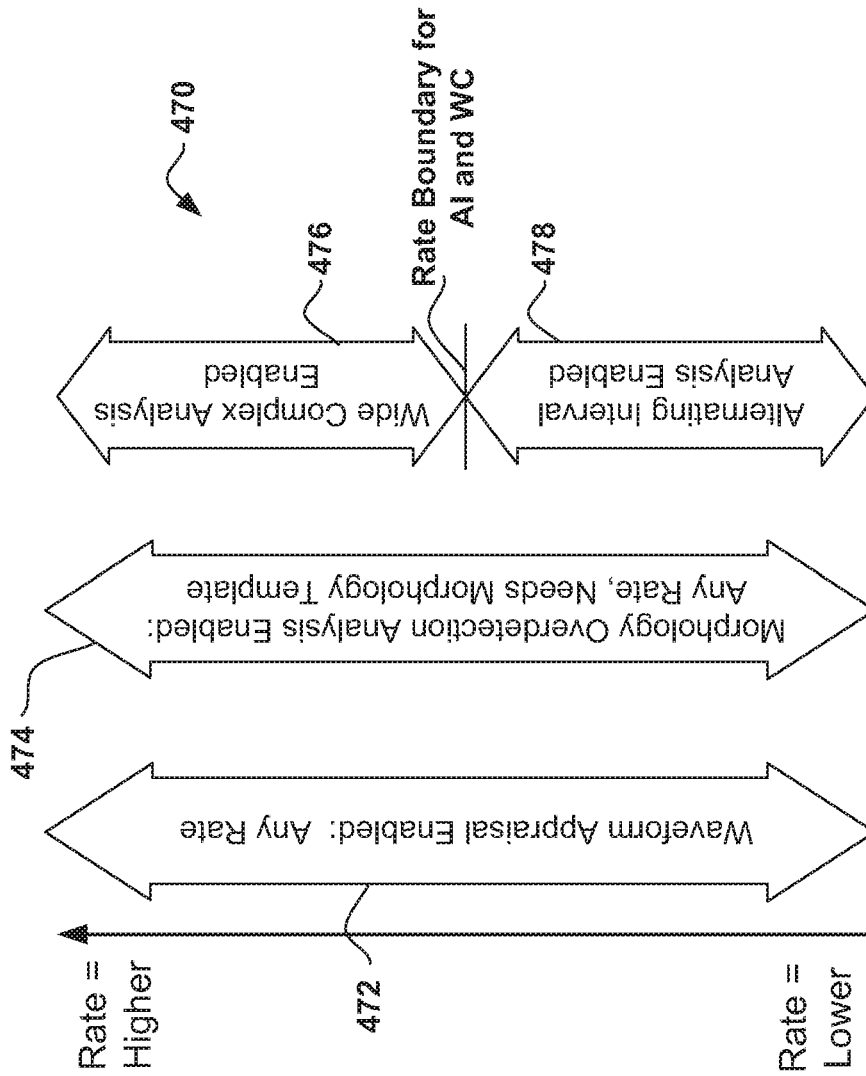 470
Rate =
Higher
Rate =
Lower
472
Waveform Appraisal Enabled: Any Rate
474
Morphology Overdetection Analysis Enabled:
Any Rate, Needs Morphology Template
476
Wide Complex Analysis
Enabled
Rate Boundary for
AI and WC
478
Alternating Interval
Analysis Enabled